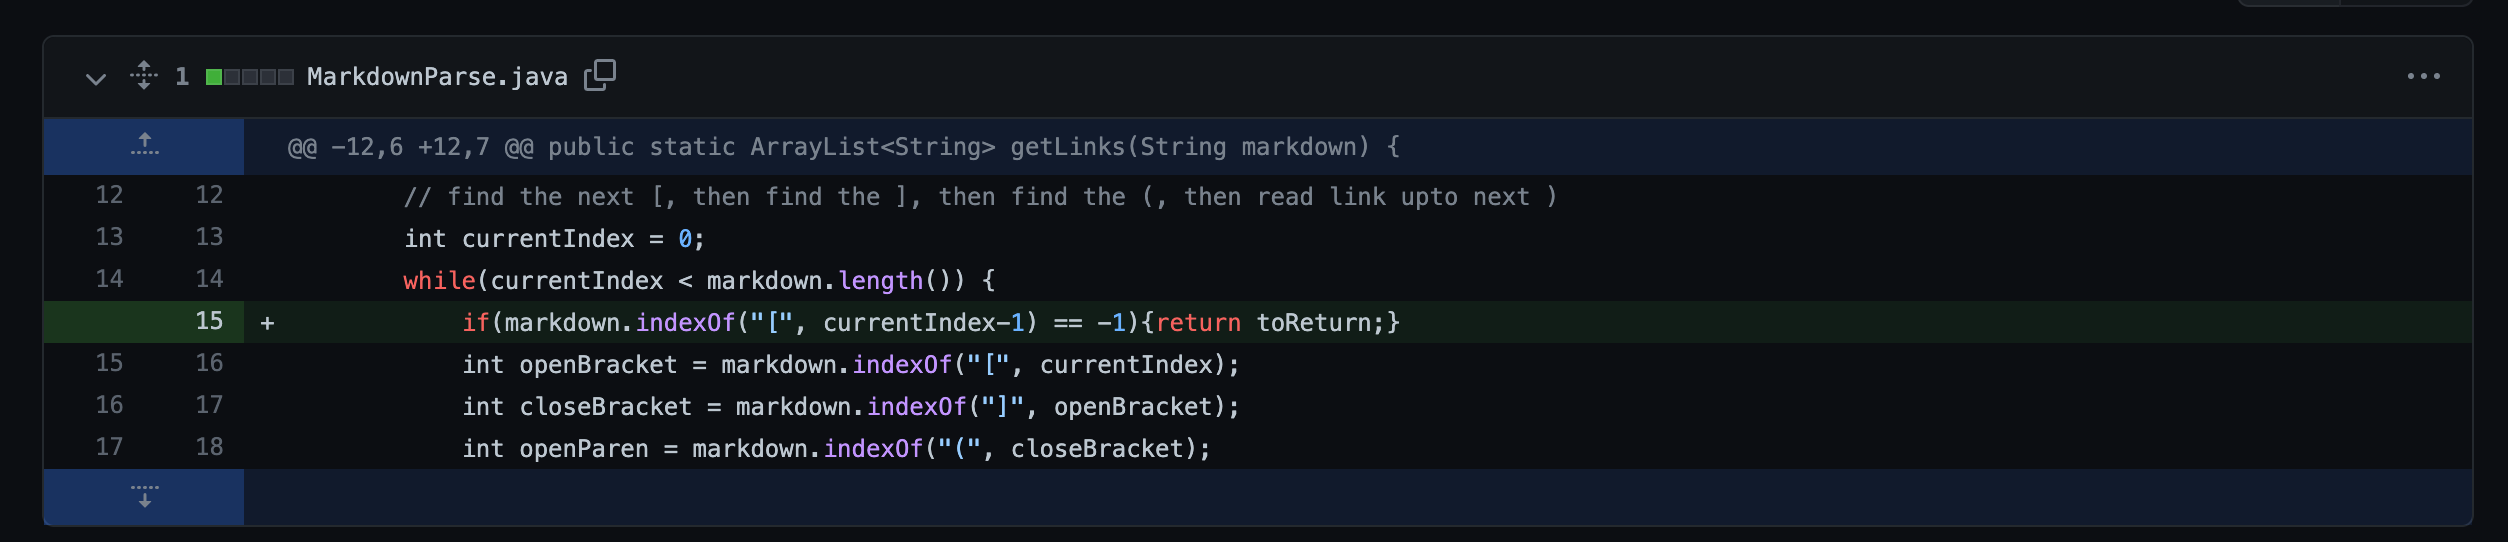 1 MarkdownParse.java
@@ -12,6 +12,7 @@ public static ArrayList<String> getLinks(String markdown) {
12 12 // find the next [, then find the ], then find the (, then read link upto next )
13 13 int currentIndex = 0;
14 14 while(currentIndex < markdown.length()) {
15 + if(markdown.indexOf("[", currentIndex-1) == -1){return toReturn;}
15 16 int openBracket = markdown.indexOf("[", currentIndex);
16 17 int closeBracket = markdown.indexOf("]", openBracket);
17 18 int openParen = markdown.indexOf("(", closeBracket);